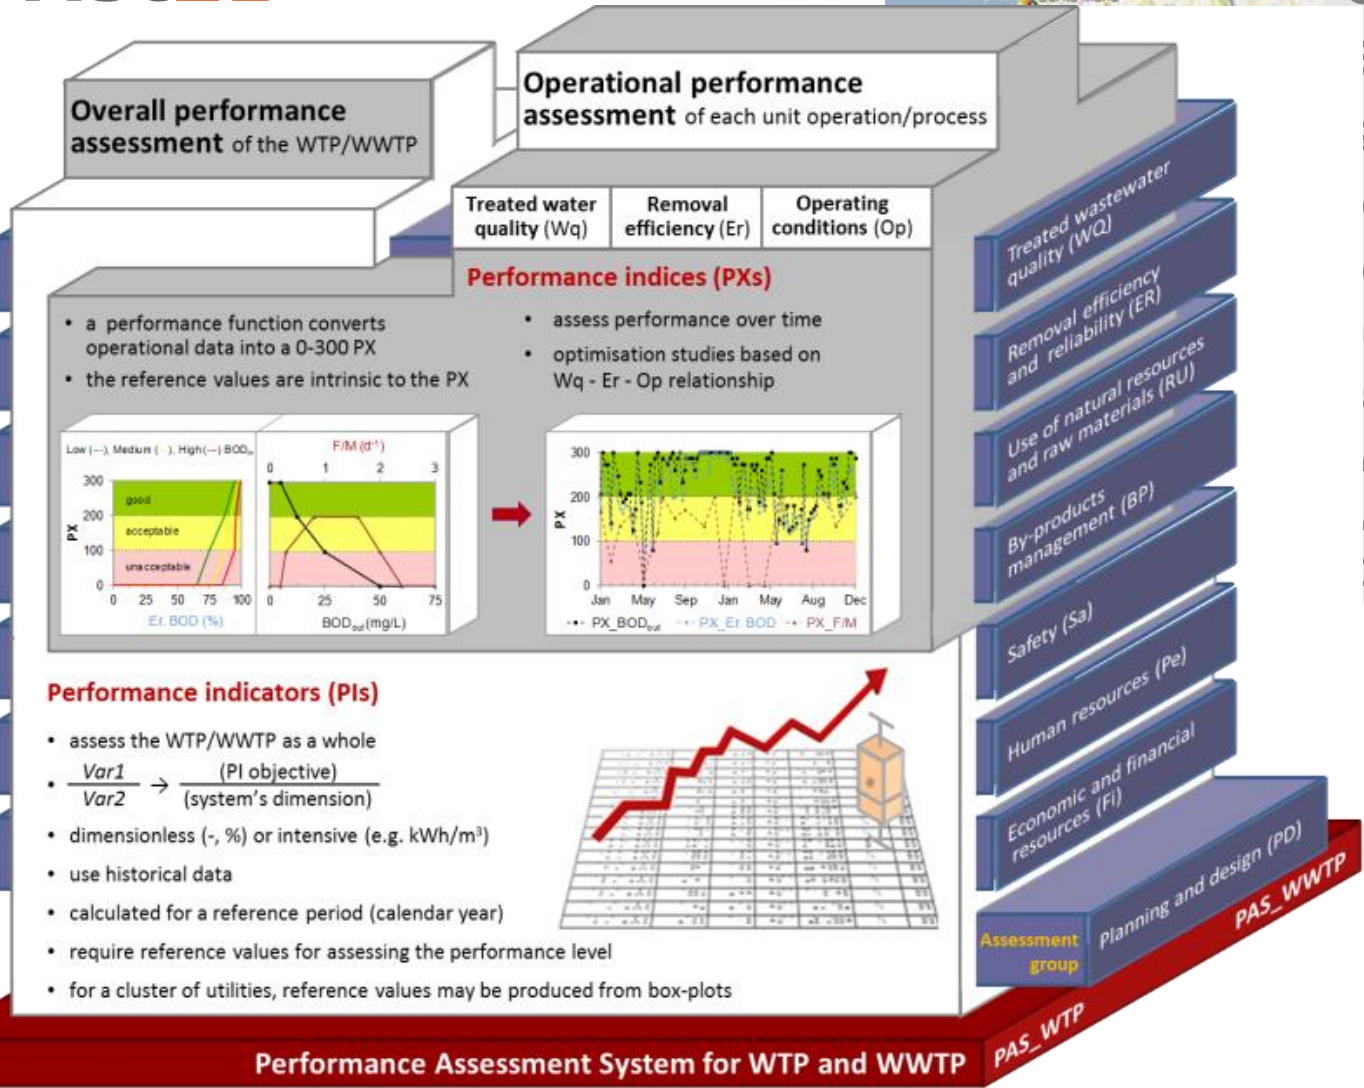 Overall performance
assessment of the WTP/WWTP
Operational performance
assessment of each unit operation/process
Treated water
quality (Wq)
Removal
efficiency (Er)
Operating
conditions (Op)
Performance indices (PXs)
• a performance function converts
operational data into a 0-300 PX
• the reference values are intrinsic to the PX
• assess performance over time
• optimisation studies based on
Wq - Er - Op relationship
Low (—), Medium (—), High (—) BODin
PX
300
200
100
0
good
acceptable
unacceptable
0 25 50 75 100
Er. BOD (%)
F/M (d⁻¹)
0 1 2 3
0 25 50 75
BODout (mg/L)
PX
300
200
100
0
Jan May Sep Jan May Aug Dec
PX_BODout PX_Er. BOD PX_F/M
Performance indicators (PIs)
• assess the WTP/WWTP as a whole
• Var1 / Var2 → (PI objective) / (system's dimension)
• dimensionless (-, %) or intensive (e.g. kWh/m³)
• use historical data
• calculated for a reference period (calendar year)
• require reference values for assessing the performance level
• for a cluster of utilities, reference values may be produced from box-plots
Treated wastewater
quality (WQ)
Removal efficiency
and reliability (ER)
Use of natural resources
and raw materials (RU)
By-products
management (BP)
Safety (Sa)
Human resources (Pe)
Economic and financial
resources (Fi)
Planning and design (PD)
Assessment
group
PAS_WWTP
PAS_WTP
Performance Assessment System for WTP and WWTP